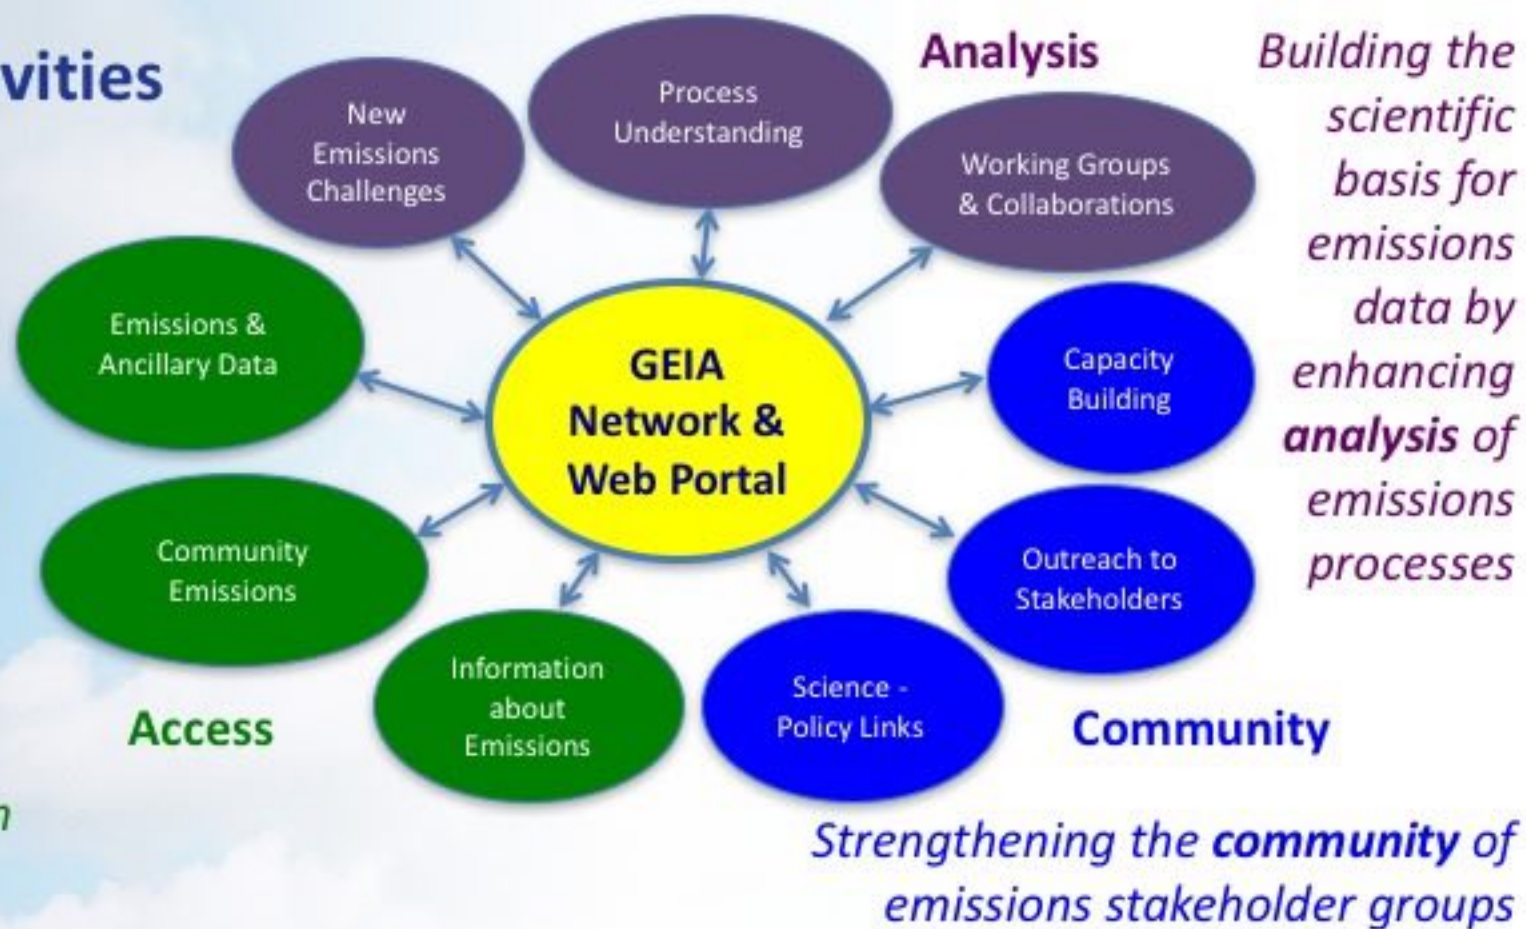 vities
New
Emissions
Challenges
Process
Understanding
Analysis
Working Groups
& Collaborations
Building the
scientific
basis for
emissions
data by
enhancing
analysis of
emissions
processes
Emissions &
Ancillary Data
GEIA
Network &
Web Portal
Capacity
Building
Community
Emissions
Outreach to
Stakeholders
Information
about
Emissions
Science -
Policy Links
Access
Community
Strengthening the community of
emissions stakeholder groups